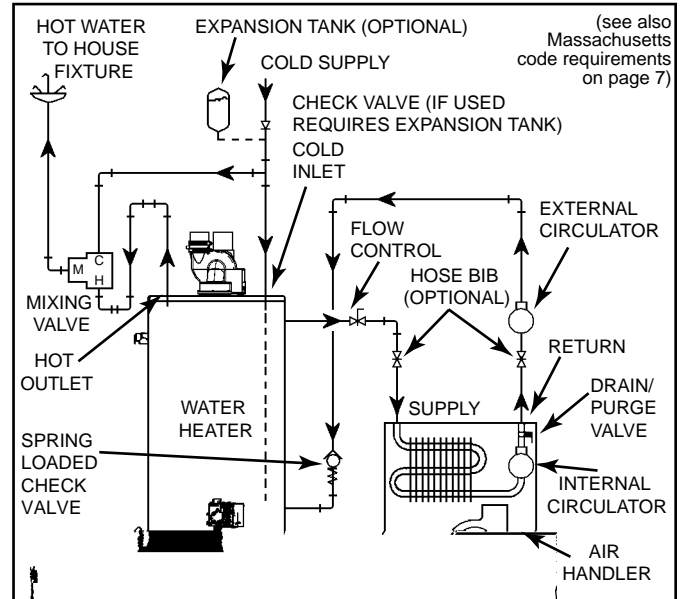 HOT WATER
TO HOUSE
FIXTURE
EXPANSION TANK (OPTIONAL)
(see also
Massachusetts
code requirements
on page 7)
COLD SUPPLY
CHECK VALVE (IF USED
REQUIRES EXPANSION TANK)
COLD
INLET
FLOW
CONTROL
EXTERNAL
CIRCULATOR
HOSE BIB
(OPTIONAL)
M
C
H
MIXING
VALVE
HOT
OUTLET
RETURN
DRAIN/
PURGE
VALVE
WATER
HEATER
SUPPLY
SPRING
LOADED
CHECK
VALVE
INTERNAL
CIRCULATOR
AIR
HANDLER